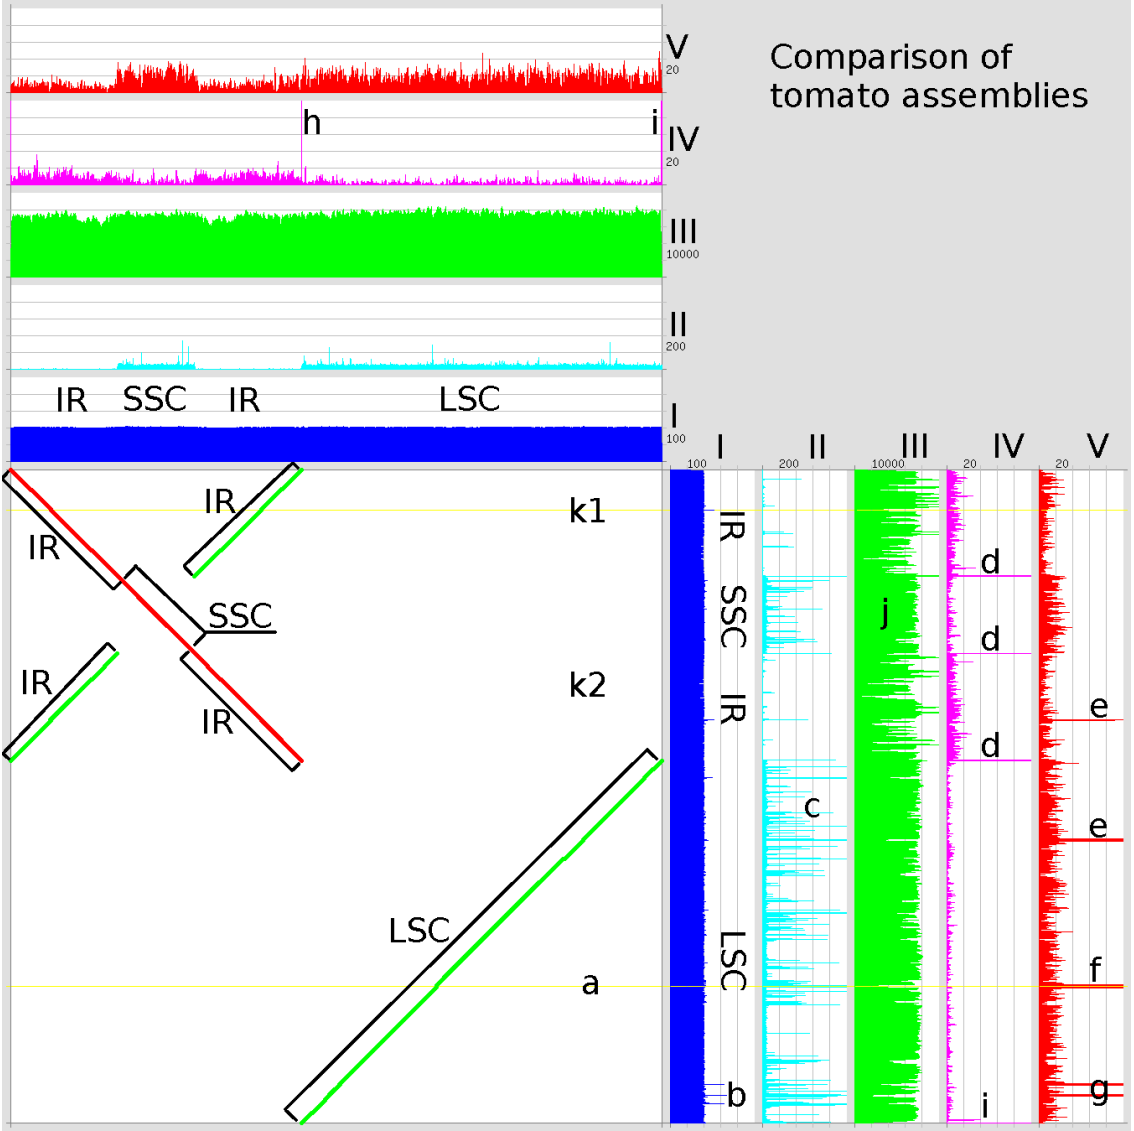 V
20
Comparison of
tomato assemblies
h
i
IV
20
III
10000
II
200
IR SSC IR LSC
I
100
I II III IV V
100 200 10000 20 20
IR
k1
IR
IR
d
SSC
SSC
j
d
IR
k2
IR
IR
e
d
c
e
LSC
LSC
a
f
b
i
g